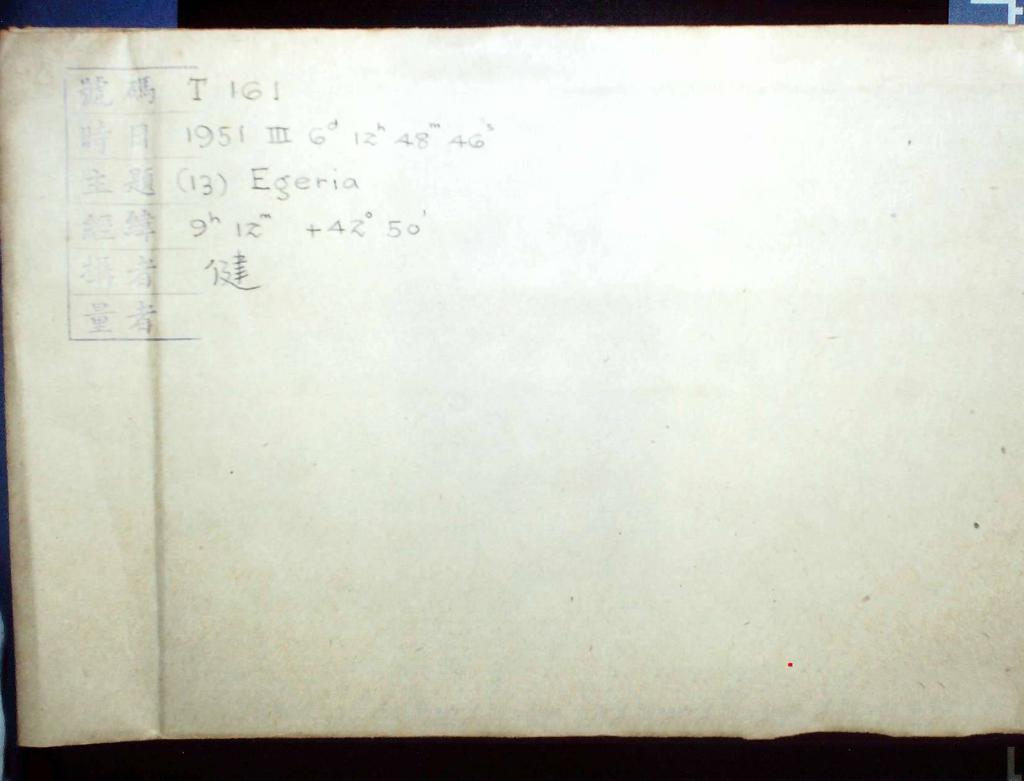 號碼 T 161
時日 1951 III 6ᵈ 12ʰ 48ᵐ 46ˢ
主題 (13) Egeria
經緯 9ʰ 12ᵐ +42° 50'
攝者 健
量者